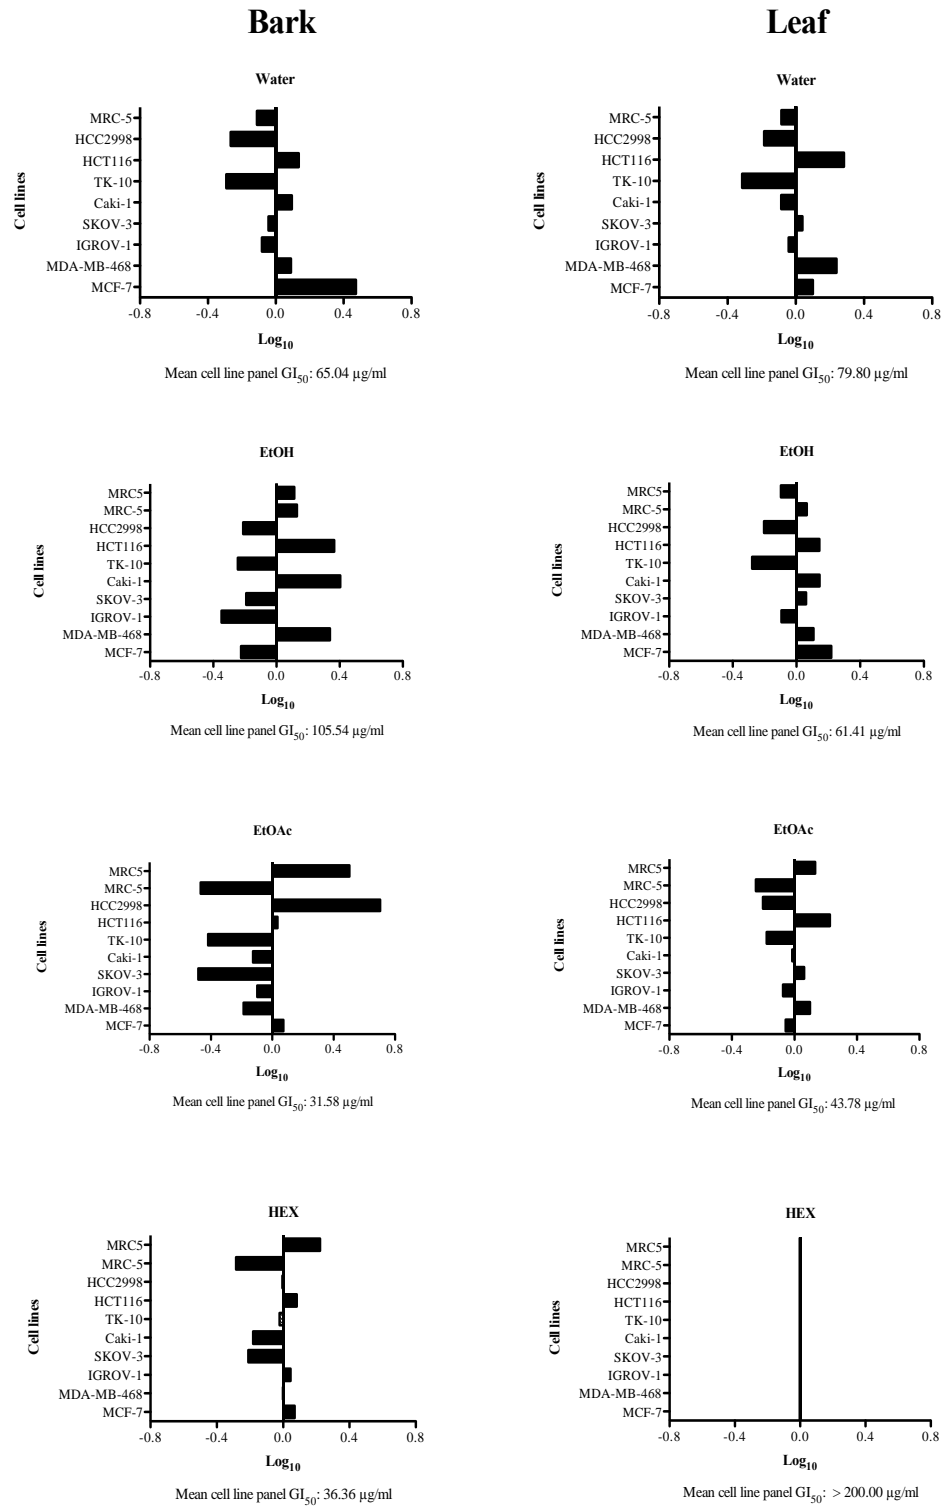 Bark
Leaf
Water
Cell lines
MRC-5
HCC2998
HCT116
TK-10
Caki-1
SKOV-3
IGROV-1
MDA-MB-468
MCF-7
-0.8 -0.4 0.0 0.4 0.8
Log10
Mean cell line panel GI50: 65.04 µg/ml
Water
Cell lines
MRC-5
HCC2998
HCT116
TK-10
Caki-1
SKOV-3
IGROV-1
MDA-MB-468
MCF-7
-0.8 -0.4 0.0 0.4 0.8
Log10
Mean cell line panel GI50: 79.80 µg/ml
EtOH
Cell lines
MRC5
MRC-5
HCC2998
HCT116
TK-10
Caki-1
SKOV-3
IGROV-1
MDA-MB-468
MCF-7
-0.8 -0.4 0.0 0.4 0.8
Log10
Mean cell line panel GI50: 105.54 µg/ml
EtOH
Cell lines
MRC5
MRC-5
HCC2998
HCT116
TK-10
Caki-1
SKOV-3
IGROV-1
MDA-MB-468
MCF-7
-0.8 -0.4 0.0 0.4 0.8
Log10
Mean cell line panel GI50: 61.41 µg/ml
EtOAc
Cell lines
MRC5
MRC-5
HCC2998
HCT116
TK-10
Caki-1
SKOV-3
IGROV-1
MDA-MB-468
MCF-7
-0.8 -0.4 0.0 0.4 0.8
Log10
Mean cell line panel GI50: 31.58 µg/ml
EtOAc
Cell lines
MRC5
MRC-5
HCC2998
HCT116
TK-10
Caki-1
SKOV-3
IGROV-1
MDA-MB-468
MCF-7
-0.8 -0.4 0.0 0.4 0.8
Log10
Mean cell line panel GI50: 43.78 µg/ml
HEX
Cell lines
MRC5
MRC-5
HCC2998
HCT116
TK-10
Caki-1
SKOV-3
IGROV-1
MDA-MB-468
MCF-7
-0.8 -0.4 0.0 0.4 0.8
Log10
Mean cell line panel GI50: 36.36 µg/ml
HEX
Cell lines
MRC5
MRC-5
HCC2998
HCT116
TK-10
Caki-1
SKOV-3
IGROV-1
MDA-MB-468
MCF-7
-0.8 -0.4 0.0 0.4 0.8
Log10
Mean cell line panel GI50: > 200.00 µg/ml